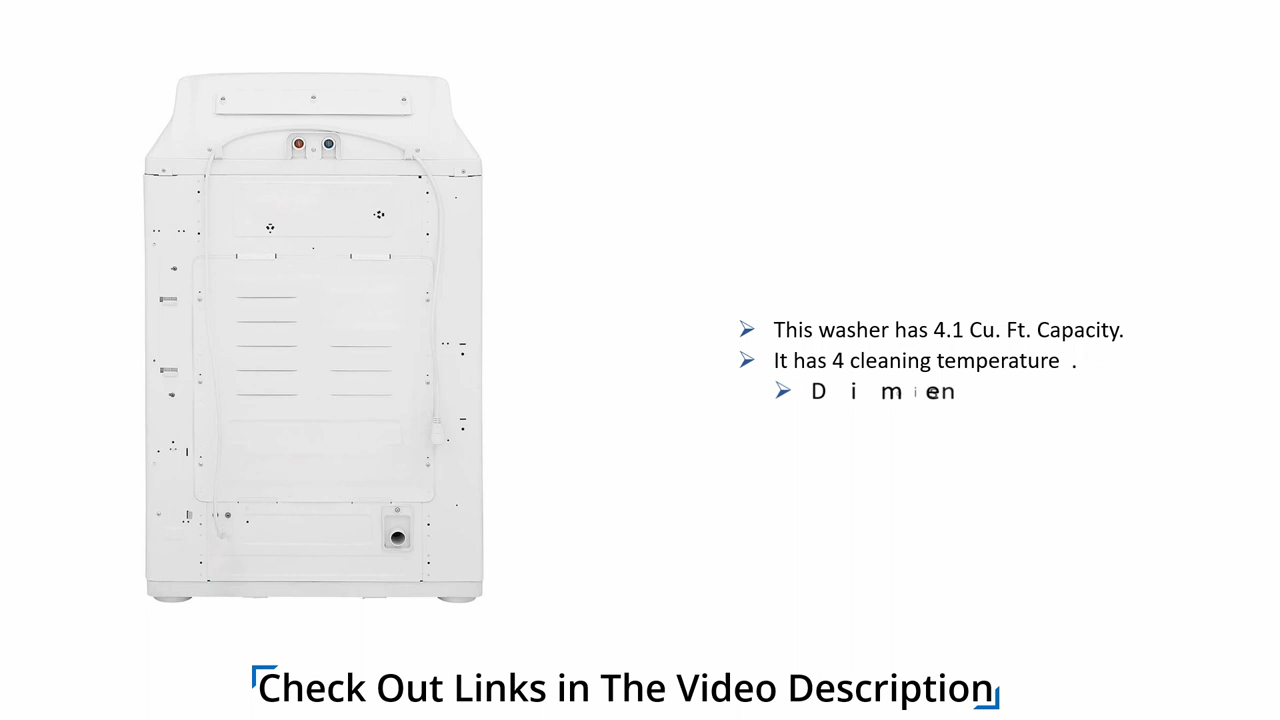 This washer has 4.1 Cu. Ft. Capacity.
It has 4 cleaning temperature .
Check Out Links in The Video Description